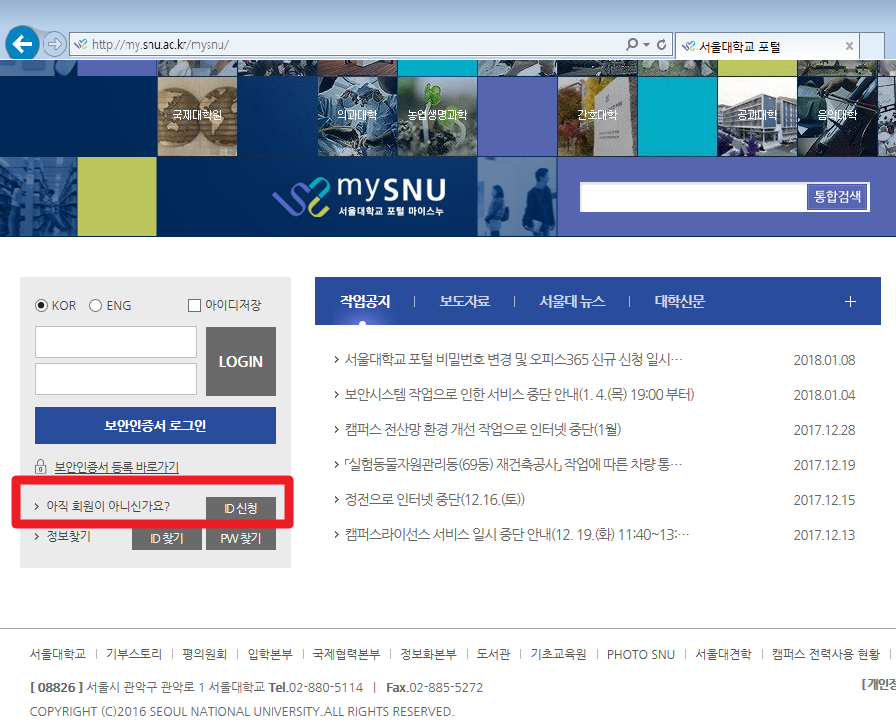 http://my.snu.ac.kr/mysnu/
서울대학교 포털
국제대학원
의과대학
농업생명과학
간호대학
공과대학
음악대학
mySNU
서울대학교 포털 마이스누
통합검색
KOR
ENG
아이디저장
LOGIN
보안인증서 로그인
보안인증서 등록 바로가기
아직 회원이 아니신가요?
ID 신청
정보찾기
ID 찾기
PW 찾기
작업공지 | 보도자료 | 서울대 뉴스 | 대학신문 +
서울대학교 포털 비밀번호 변경 및 오피스365 신규 신청 일시… 2018.01.08
보안시스템 작업으로 인한 서비스 중단 안내(1. 4.(목) 19:00 부터) 2018.01.04
캠퍼스 전산망 환경 개선 작업으로 인터넷 중단(1월) 2017.12.28
「실험동물자원관리동(69동) 재건축공사」 작업에 따른 차량 통… 2017.12.19
정전으로 인터넷 중단(12.16.(토)) 2017.12.15
캠퍼스라이선스 서비스 일시 중단 안내(12. 19.(화) 11:40~13:… 2017.12.13
서울대학교 | 기부스토리 | 평의원회 | 입학본부 | 국제협력본부 | 정보화본부 | 도서관 | 기초교육원 | PHOTO SNU | 서울대견학 | 캠퍼스 전력사용 현황 |
[ 08826 ] 서울시 관악구 관악로 1 서울대학교 Tel.02-880-5114 | Fax.02-885-5272
[개인정
COPYRIGHT (C)2016 SEOUL NATIONAL UNIVERSITY.ALL RIGHTS RESERVED.